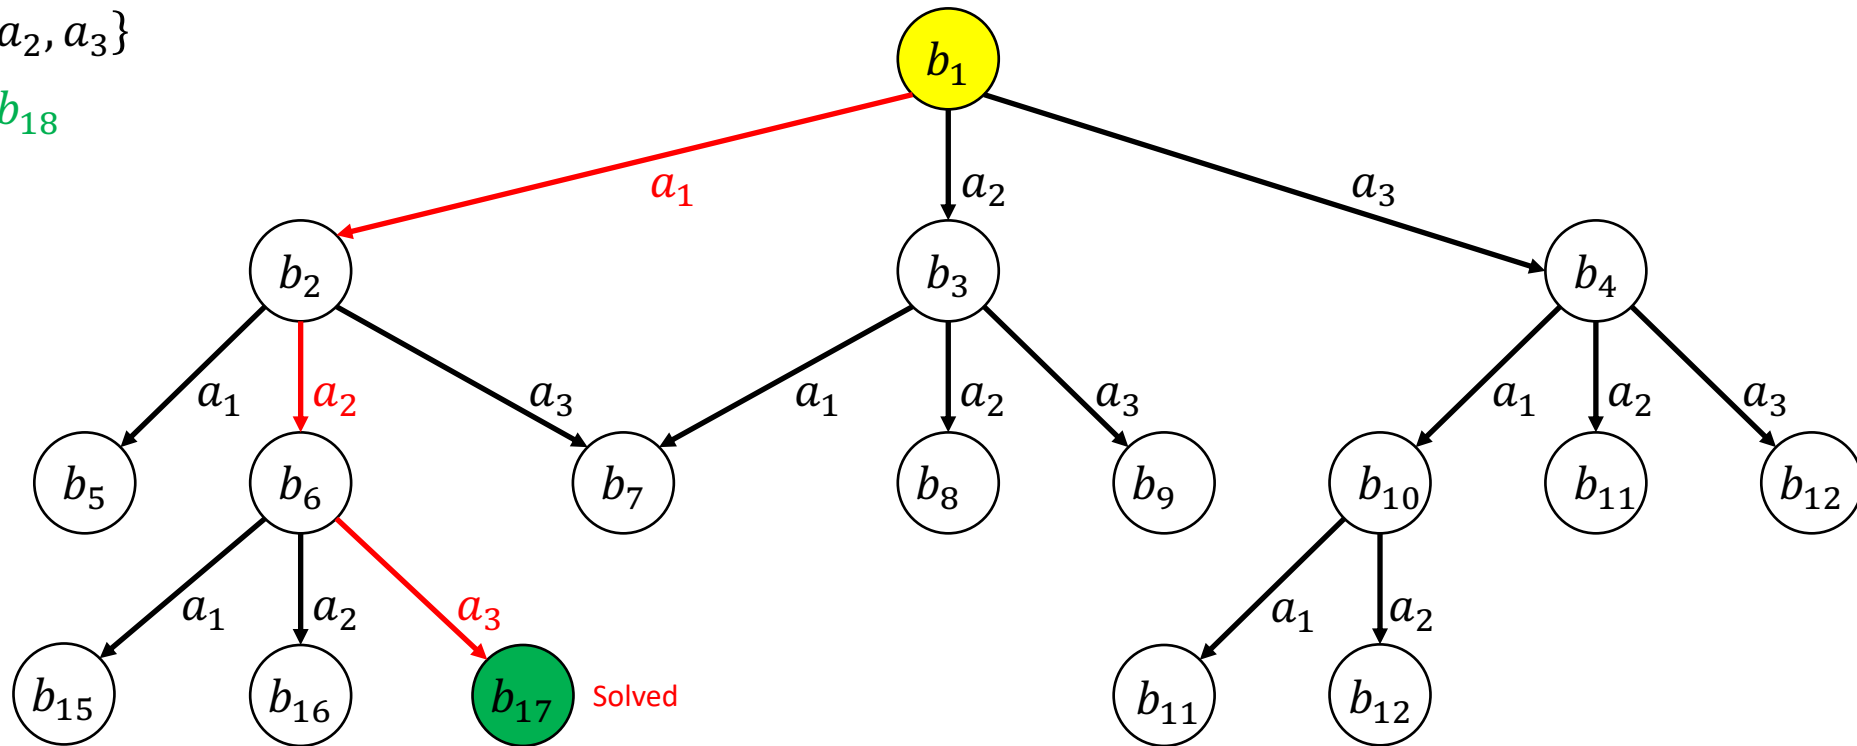 a₂, a₃}
b₁₈
b₁
a₁ a₂ a₃
b₂ b₃ b₄
a₁ a₂ a₃ a₁ a₂ a₃ a₁ a₂ a₃
b₅ b₆ b₇ b₈ b₉ b₁₀ b₁₁ b₁₂
a₁ a₂ a₃ a₁ a₂
b₁₅ b₁₆ b₁₇ Solved b₁₁ b₁₂